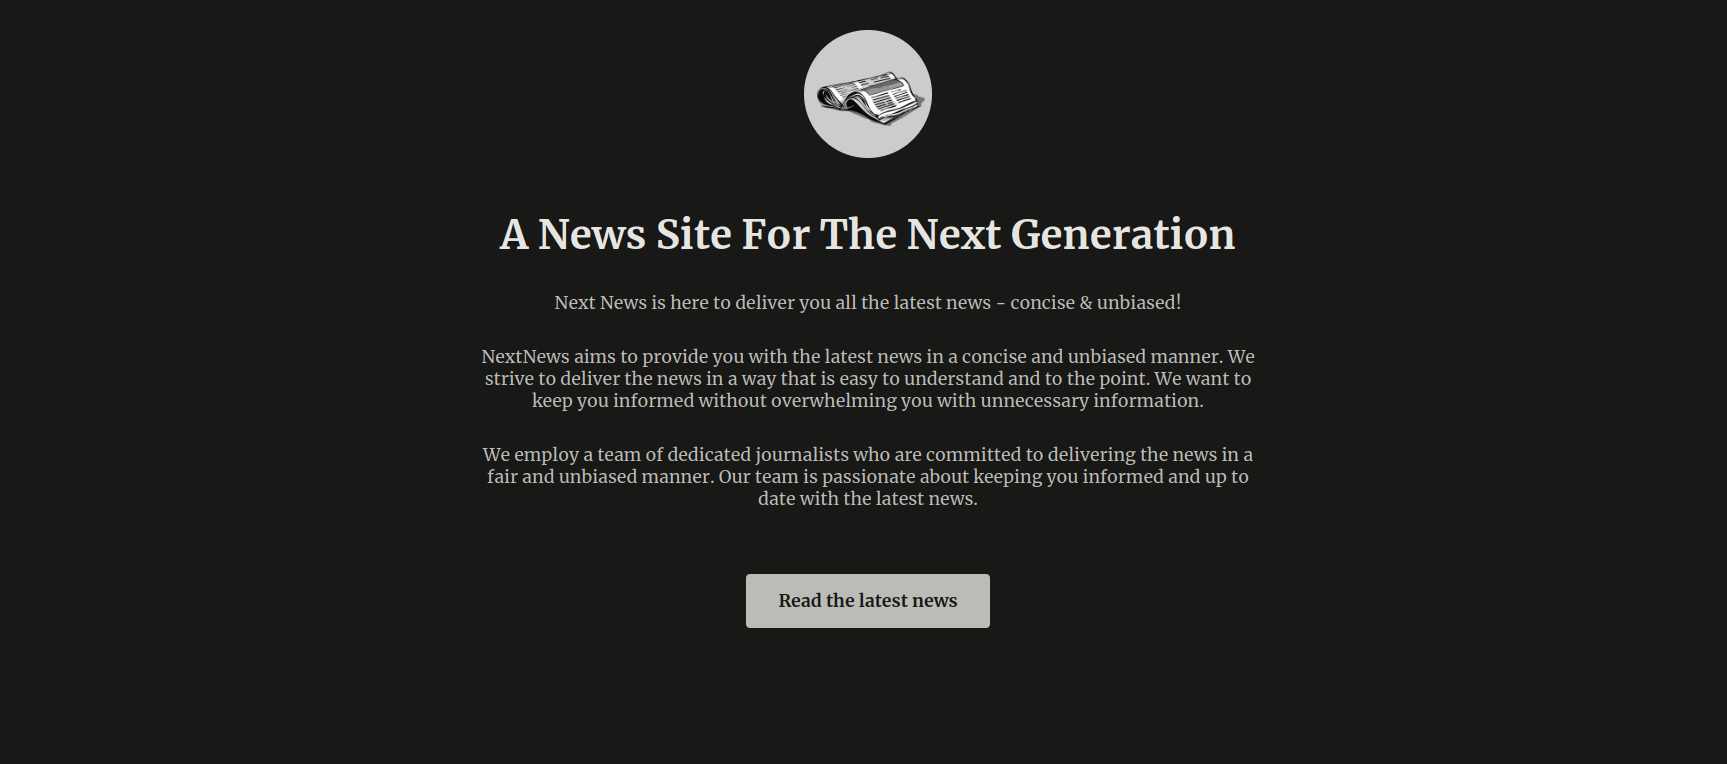 A News Site For The Next Generation
Next News is here to deliver you all the latest news - concise & unbiased!
NextNews aims to provide you with the latest news in a concise and unbiased manner. We
strive to deliver the news in a way that is easy to understand and to the point. We want to
keep you informed without overwhelming you with unnecessary information.
We employ a team of dedicated journalists who are committed to delivering the news in a
fair and unbiased manner. Our team is passionate about keeping you informed and up to
date with the latest news.
Read the latest news